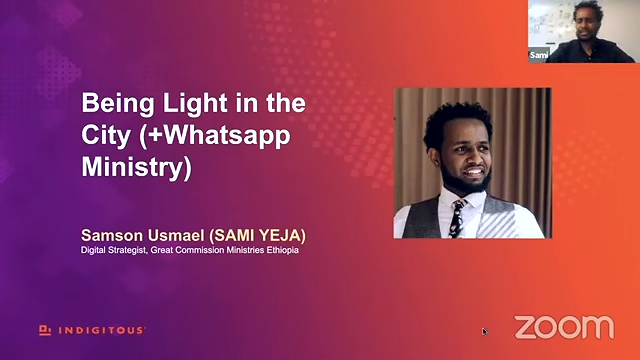 Sami
Being Light in the
City (+Whatsapp
Ministry)
Samson Usmael (SAMI YEJA)
Digital Strategist, Great Commission Ministries Ethiopia
INDIGITOUS
zoom